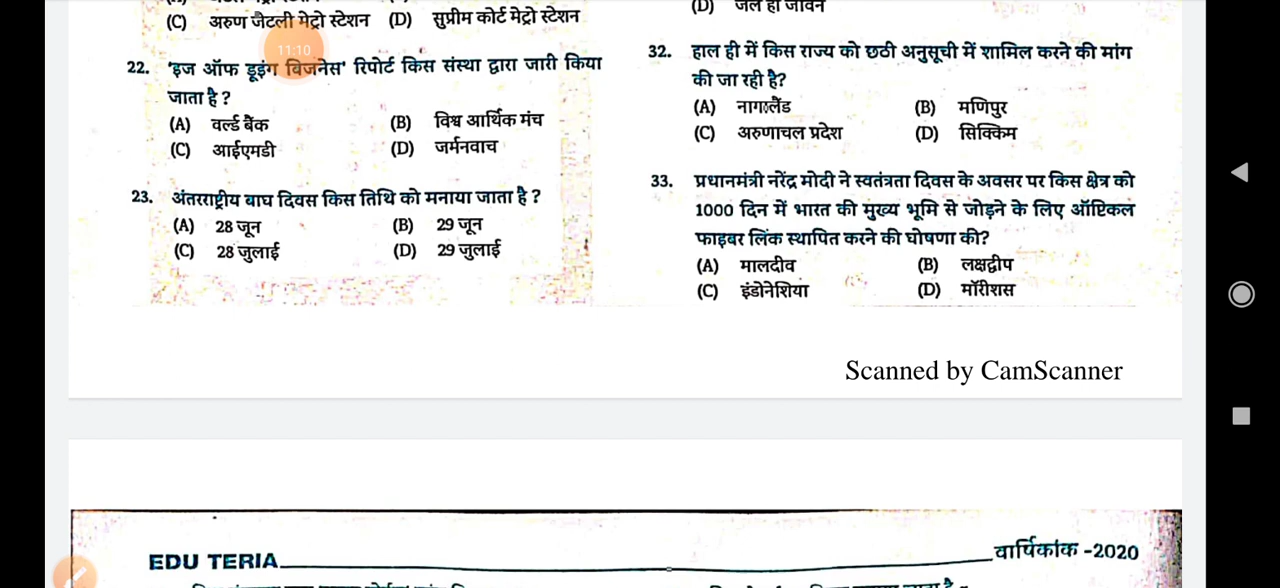 (C) अरुण जैटली मेट्रो स्टेशन (D) सुप्रीम कोर्ट मेट्रो स्टेशन
11:10
22. 'इज ऑफ डूइंग बिजनेस' रिपोर्ट किस संस्था द्वारा जारी किया
जाता है ?
(A) वर्ल्ड बैंक (B) विश्व आर्थिक मंच
(C) आईएमडी (D) जर्मनवाच
23. अंतरराष्ट्रीय बाघ दिवस किस तिथि को मनाया जाता है ?
(A) 28 जून (B) 29 जून
(C) 28 जुलाई (D) 29 जुलाई
(D) जल ही जीवन
32. हाल ही में किस राज्य को छठी अनुसूची में शामिल करने की मांग
की जा रही है?
(A) नागालैंड (B) मणिपुर
(C) अरुणाचल प्रदेश (D) सिक्किम
33. प्रधानमंत्री नरेंद्र मोदी ने स्वतंत्रता दिवस के अवसर पर किस क्षेत्र को
1000 दिन में भारत की मुख्य भूमि से जोड़ने के लिए ऑप्टिकल
फाइबर लिंक स्थापित करने की घोषणा की?
(A) मालदीव (B) लक्षद्वीप
(C) इंडोनेशिया (D) मॉरीशस
Scanned by CamScanner
EDU TERIA वार्षिकांक -2020